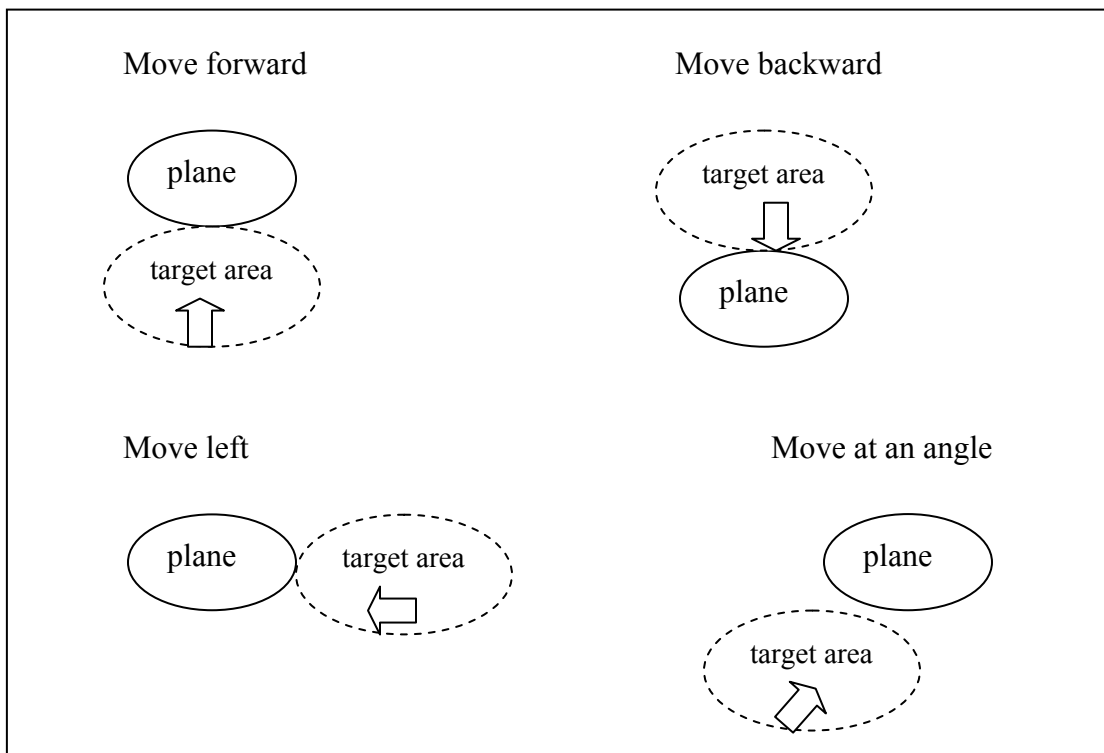 Move forward
Move backward
plane
target area
target area
plane
Move left
Move at an angle
plane
target area
plane
target area